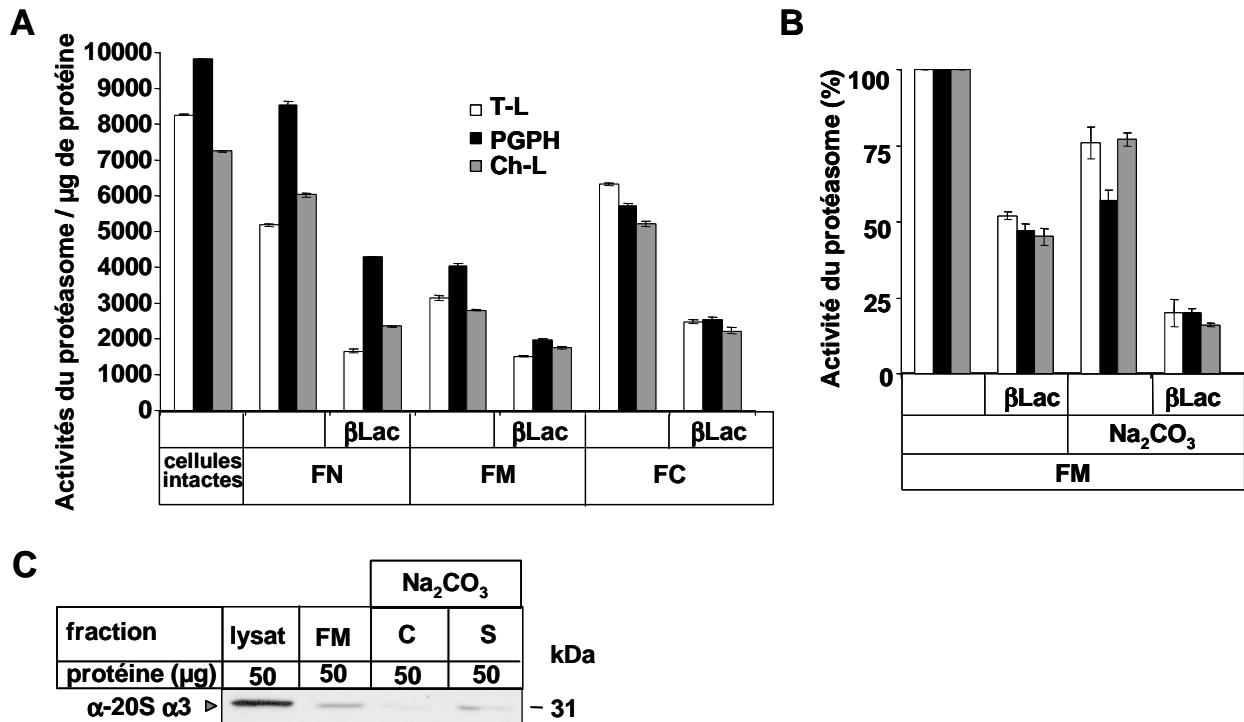 A
Activités du protéasome / µg de protéine
10000
9000
8000
7000
6000
5000
4000
3000
2000
1000
0
T-L
PGPH
Ch-L
βLac
βLac
βLac
cellules
intactes
FN
FM
FC
B
Activité du protéasome (%)
100
75
50
25
0
βLac
βLac
Na₂CO₃
FM
C
Na₂CO₃
fraction lysat FM C S kDa
protéine (µg) 50 50 50 50
α-20S α3 – 31